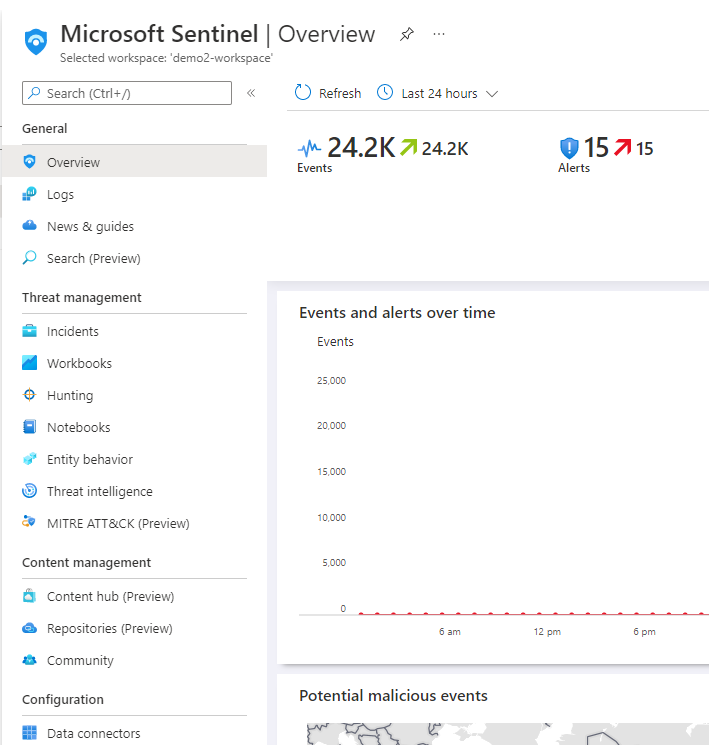 Microsoft Sentinel | Overview
Selected workspace: 'demo2-workspace'
Search (Ctrl+/)
«
Refresh
Last 24 hours
General
Overview
Logs
News & guides
Search (Preview)
Threat management
Incidents
Workbooks
Hunting
Notebooks
Entity behavior
Threat intelligence
MITRE ATT&CK (Preview)
Content management
Content hub (Preview)
Repositories (Preview)
Community
Configuration
Data connectors
24.2K 24.2K
Events
15 15
Alerts
Events and alerts over time
Events
25,000
20,000
15,000
10,000
5,000
0
6 am 12 pm 6 pm
Potential malicious events